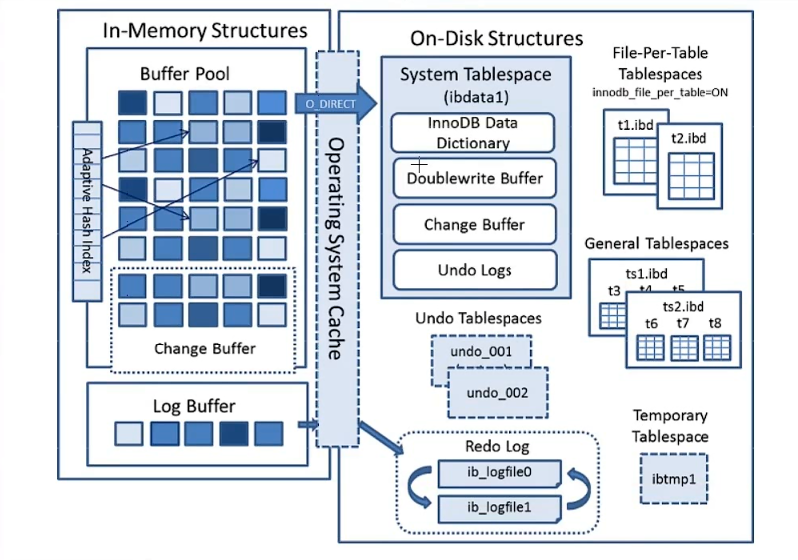 In-Memory Structures
Buffer Pool
Adaptive Hash Index
Change Buffer
Log Buffer
O_DIRECT
Operating System Cache
On-Disk Structures
System Tablespace
(ibdata1)
InnoDB Data
Dictionary
Doublewrite Buffer
Change Buffer
Undo Logs
Undo Tablespaces
undo_001
undo_002
Redo Log
ib_logfile0
ib_logfile1
File-Per-Table
Tablespaces
innodb_file_per_table=ON
t1.ibd
t2.ibd
General Tablespaces
ts1.ibd
t3 t4 t5
ts2.ibd
t6 t7 t8
Temporary
Tablespace
ibtmp1